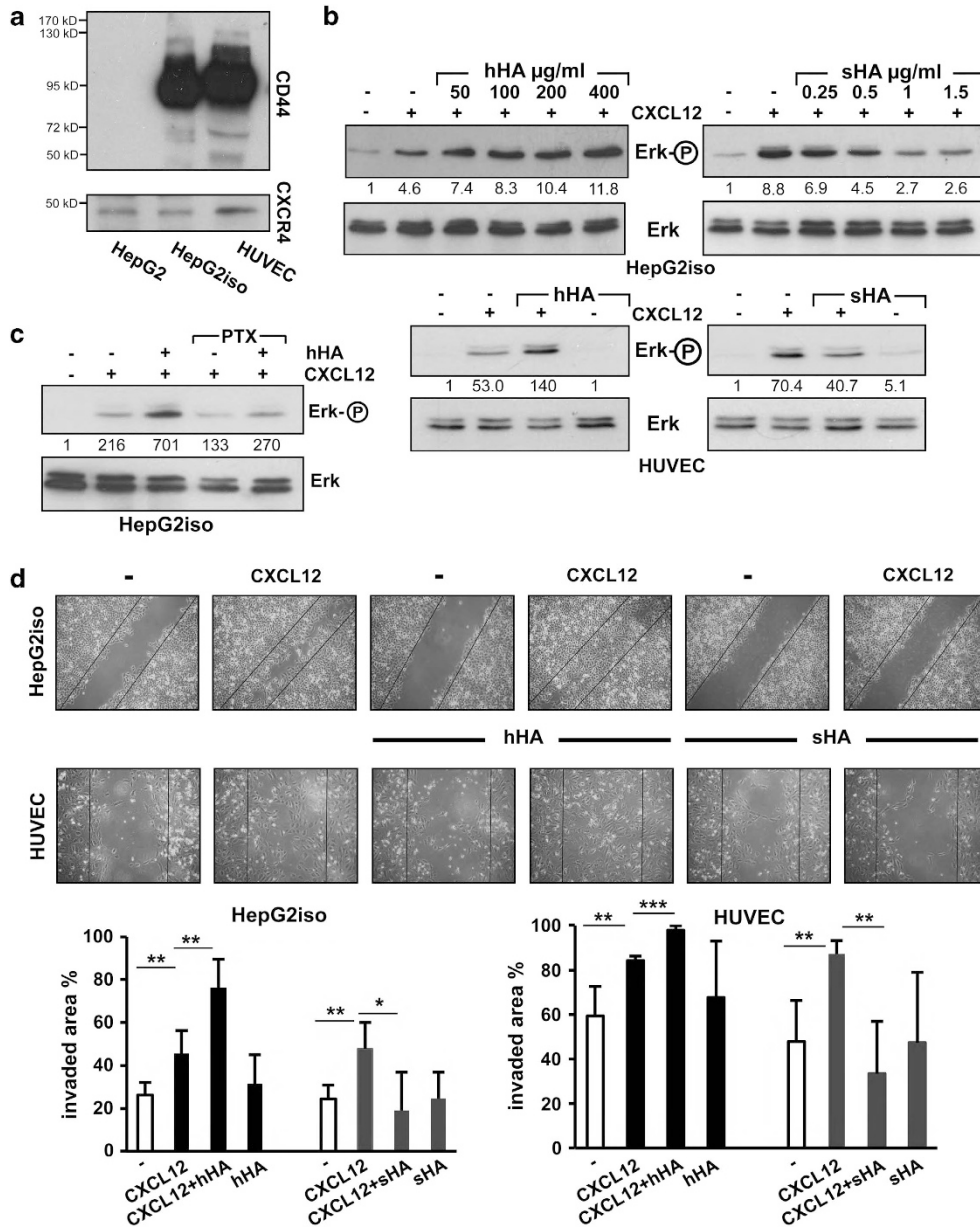 a
170 kD
130 kD
95 kD
72 kD
50 kD
CD44
50 kD
CXCR4
HepG2
HepG2iso
HUVEC
b
hHA µg/ml
- - 50 100 200 400
- + + + + + CXCL12
Erk-P
1 4.6 7.4 8.3 10.4 11.8
Erk
sHA µg/ml
- - 0.25 0.5 1 1.5
- + + + + +
1 8.8 6.9 4.5 2.7 2.6
HepG2iso
hHA
- + + - CXCL12
Erk-P
1 53.0 140 1
Erk
sHA
- + + -
1 70.4 40.7 5.1
HUVEC
c
PTX
- - + - + hHA
- + + + + CXCL12
Erk-P
1 216 701 133 270
Erk
HepG2iso
d
- CXCL12 - CXCL12 - CXCL12
HepG2iso
hHA sHA
HUVEC
HepG2iso
invaded area %
100
80
60
40
20
0
** ** ** *
- CXCL12 CXCL12+hHA hHA - CXCL12 CXCL12+sHA sHA
HUVEC
invaded area %
100
80
60
40
20
0
** *** ** **
- CXCL12 CXCL12+hHA hHA - CXCL12 CXCL12+sHA sHA